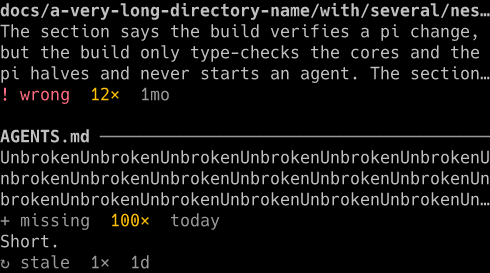 docs/a-very-long-directory-name/with/several/nes…
The section says the build verifies a pi change,
but the build only type-checks the cores and the
pi halves and never starts an agent. The section…
! wrong  12×  1mo
AGENTS.md ────────────────────────────────────────
UnbrokenUnbrokenUnbrokenUnbrokenUnbrokenUnbrokenU
nbrokenUnbrokenUnbrokenUnbrokenUnbrokenUnbrokenUn
brokenUnbrokenUnbrokenUnbrokenUnbrokenUnbrokenUn…
+ missing  100×  today
Short.
↻ stale  1×  1d